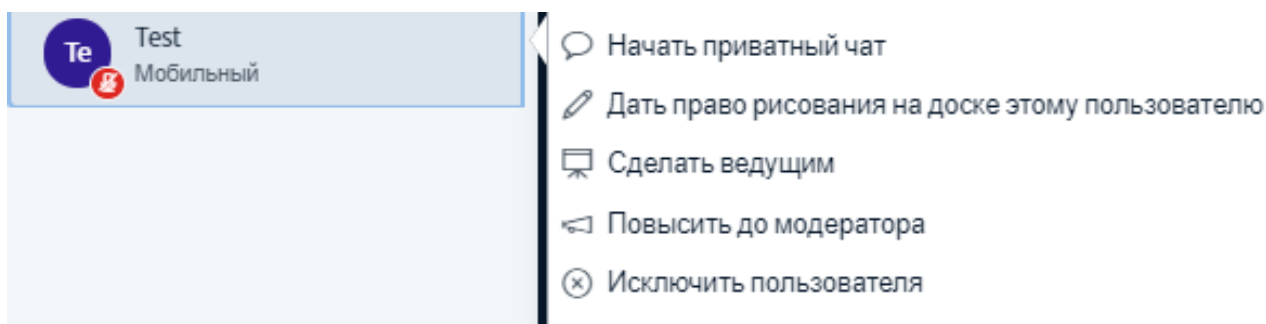 Te
Test
Мобильный
Начать приватный чат
Дать право рисования на доске этому пользователю
Сделать ведущим
Повысить до модератора
Исключить пользователя